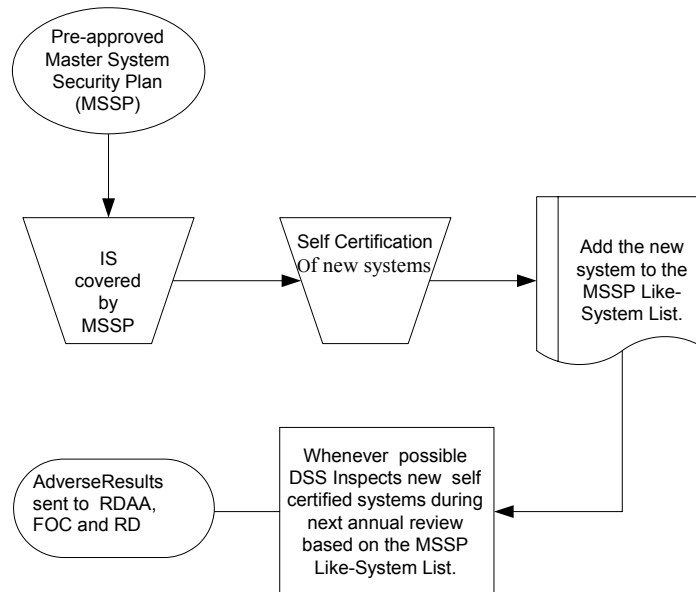 Pre-approved
Master System
Security Plan
(MSSP)
IS
covered
by
MSSP
Self Certification
Of new systems
Add the new
system to the
MSSP Like-
System List.
Whenever possible
DSS Inspects new self
certified systems during
next annual review
based on the MSSP
Like-System List.
AdverseResults
sent to RDAA,
FOC and RD